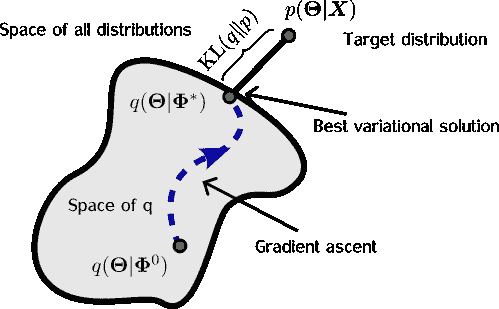 p(Θ|X)
Space of all distributions
KL(q||p)
Target distribution
q(Θ|Φ*)
Best variational solution
Space of q
Gradient ascent
q(Θ|Φ⁰)